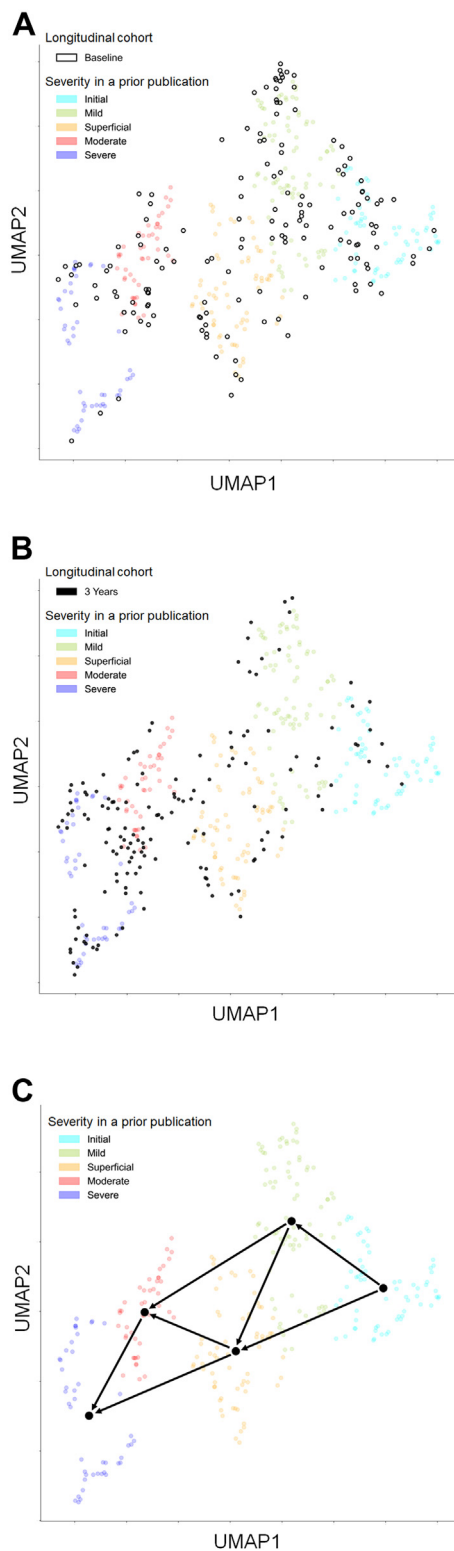 A
Longitudinal cohort
Baseline
Severity in a prior publication
Initial
Mild
Superficial
Moderate
Severe
UMAP2
UMAP1
B
Longitudinal cohort
3 Years
Severity in a prior publication
Initial
Mild
Superficial
Moderate
Severe
UMAP2
UMAP1
C
Severity in a prior publication
Initial
Mild
Superficial
Moderate
Severe
UMAP2
UMAP1